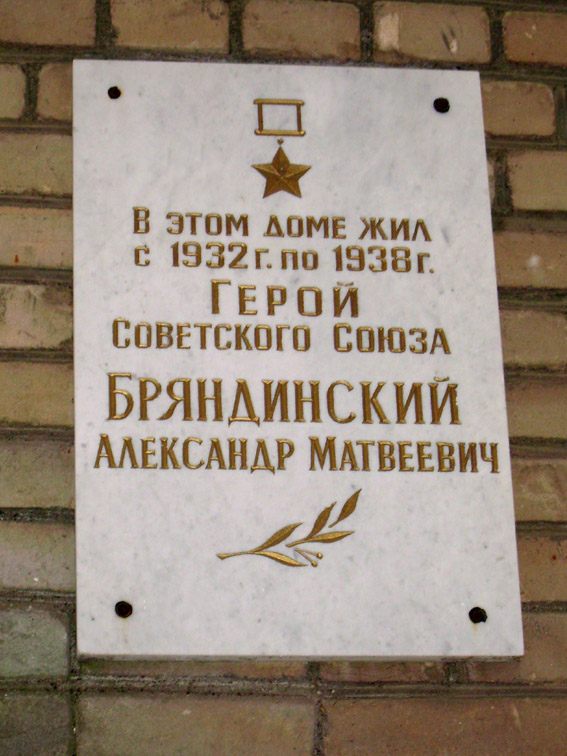 В ЭТОМ ДОМЕ ЖИЛ
С 1932 Г. ПО 1938 Г.
ГЕРОЙ
СОВЕТСКОГО СОЮЗА
БРЯНДИНСКИЙ
АЛЕКСАНДР МАТВЕЕВИЧ